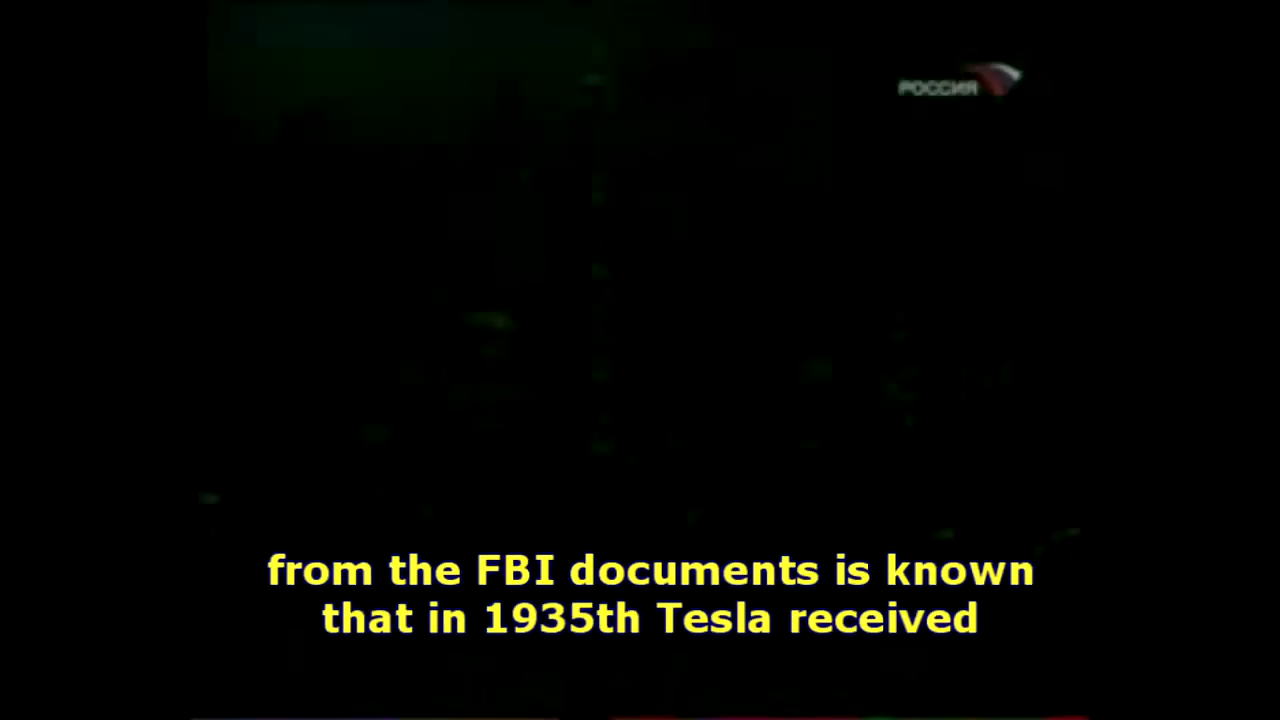 РОССИЯ
from the FBI documents is known
that in 1935th Tesla received